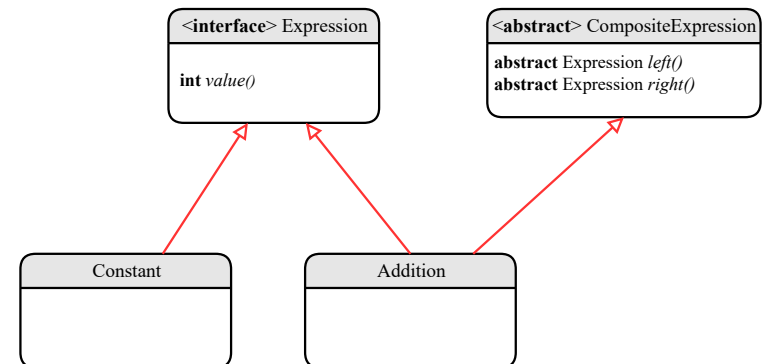 <interface> Expression
int value()
<abstract> CompositeExpression
abstract Expression left()
abstract Expression right()
Constant
Addition